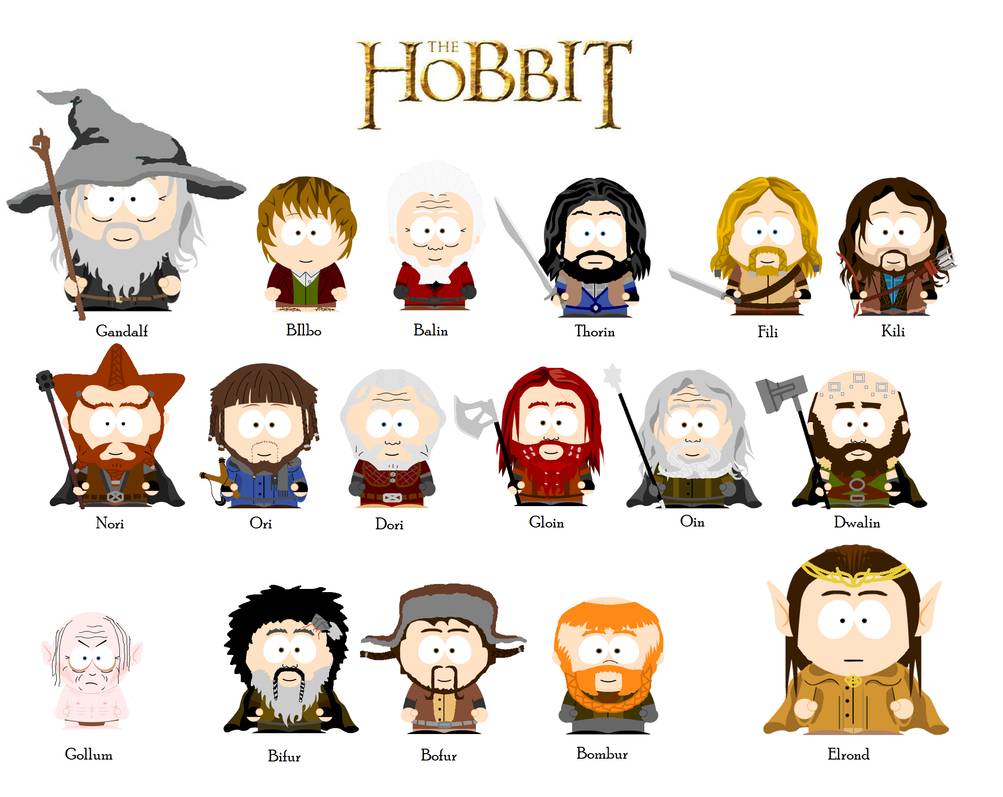 THE HOBBIT
Gandalf BIlbo Balin Thorin Fili Kili
Nori Ori Dori Gloin Oin Dwalin
Gollum Bifur Bofur Bombur Elrond